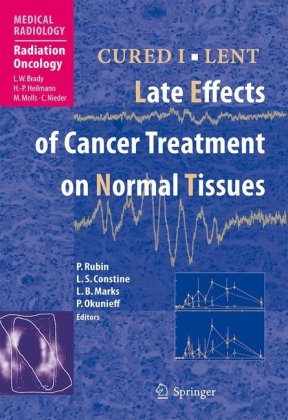 MEDICAL
RADIOLOGY
Radiation
Oncology
L.W. Brady
H.-P. Heilmann
M. Molls · C. Nieder
CURED I ▪ LENT
Late Effects
of Cancer Treatment
on Normal Tissues
P. Rubin
L. S. Constine
L. B. Marks
P. Okunieff
Editors
Springer